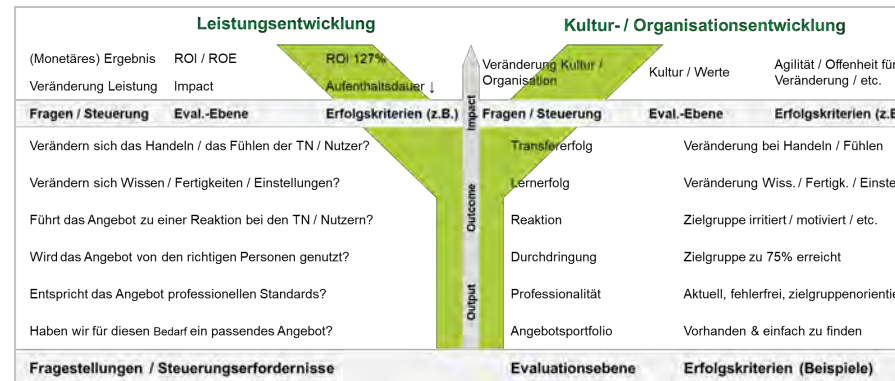 Leistungsentwicklung
Kultur- / Organisationsentwicklung
(Monetäres) Ergebnis ROI / ROE ROI 127%
Veränderung Kultur / Organisation Kultur / Werte Agilität / Offenheit für Veränderung / etc.
Veränderung Leistung Impact Aufenthaltsdauer ↓
Fragen / Steuerung Eval.-Ebene Erfolgskriterien (z.B.) Impact Fragen / Steuerung Eval.-Ebene Erfolgskriterien (z.B
Verändern sich das Handeln / das Fühlen der TN / Nutzer? Transfererfolg Veränderung bei Handeln / Fühlen
Verändern sich Wissen / Fertigkeiten / Einstellungen? Lernerfolg Veränderung Wiss. / Fertigk. / Einste
Outcome
Führt das Angebot zu einer Reaktion bei den TN / Nutzern? Reaktion Zielgruppe irritiert / motiviert / etc.
Wird das Angebot von den richtigen Personen genutzt? Durchdringung Zielgruppe zu 75% erreicht
Output
Entspricht das Angebot professionellen Standards? Professionalität Aktuell, fehlerfrei, zielgruppenorientie
Haben wir für diesen Bedarf ein passendes Angebot? Angebotsportfolio Vorhanden & einfach zu finden
Fragestellungen / Steuerungserfordernisse Evaluationsebene Erfolgskriterien (Beispiele)